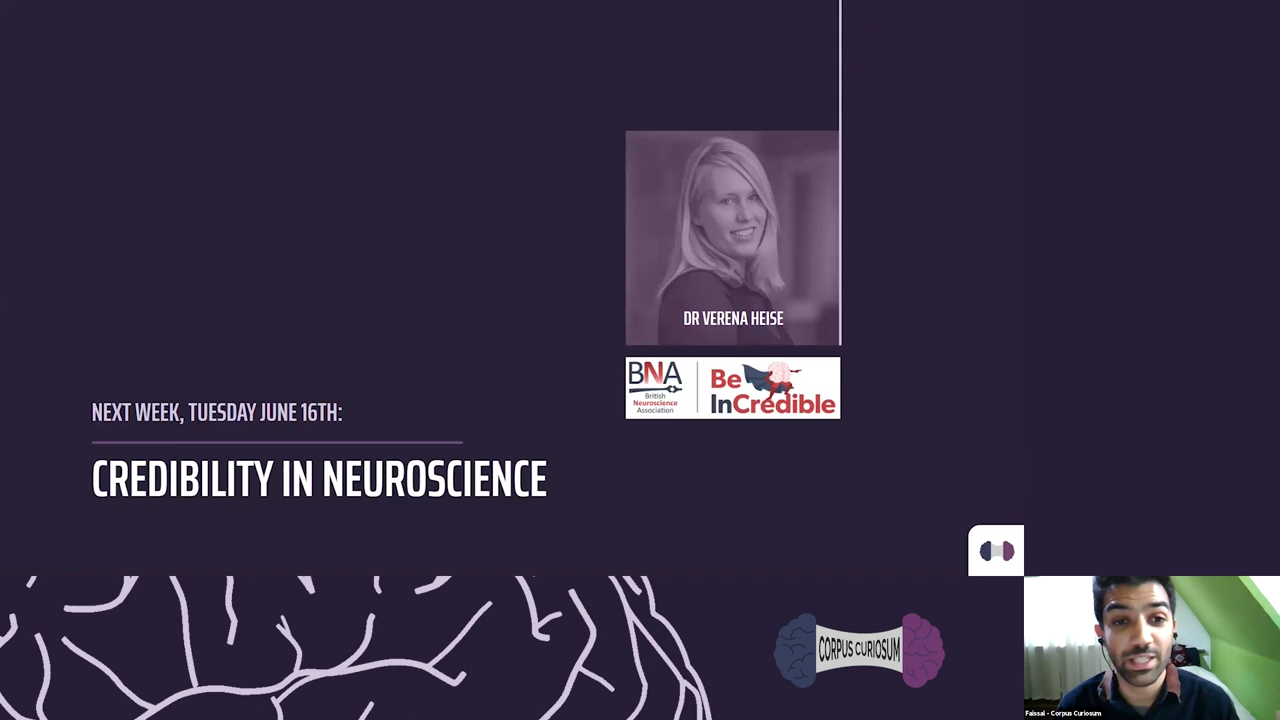 DR VERENA HEISE
BNA
British
Neuroscience
Association
Be
InCredible
NEXT WEEK, TUESDAY JUNE 16TH:
CREDIBILITY IN NEUROSCIENCE
CORPUS CURIOSUM
Faissal - Corpus Curiosum